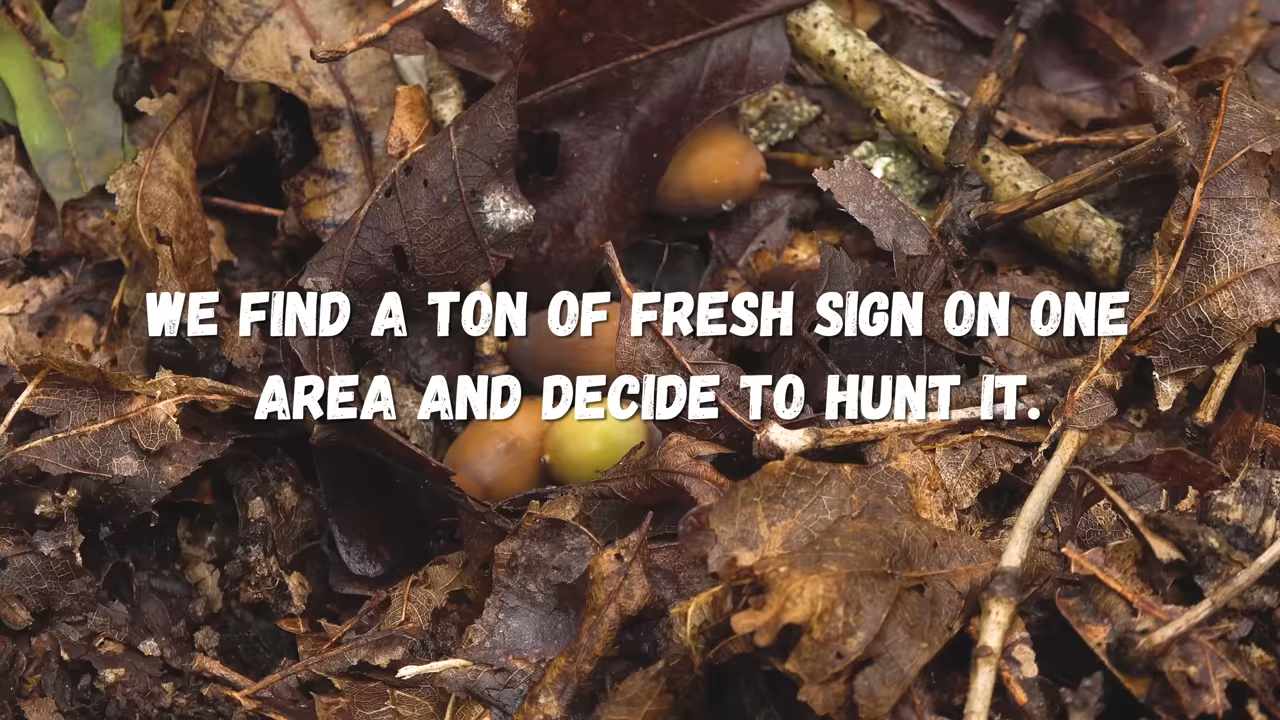 WE FIND A TON OF FRESH SIGN ON ONE
AREA AND DECIDE TO HUNT IT.